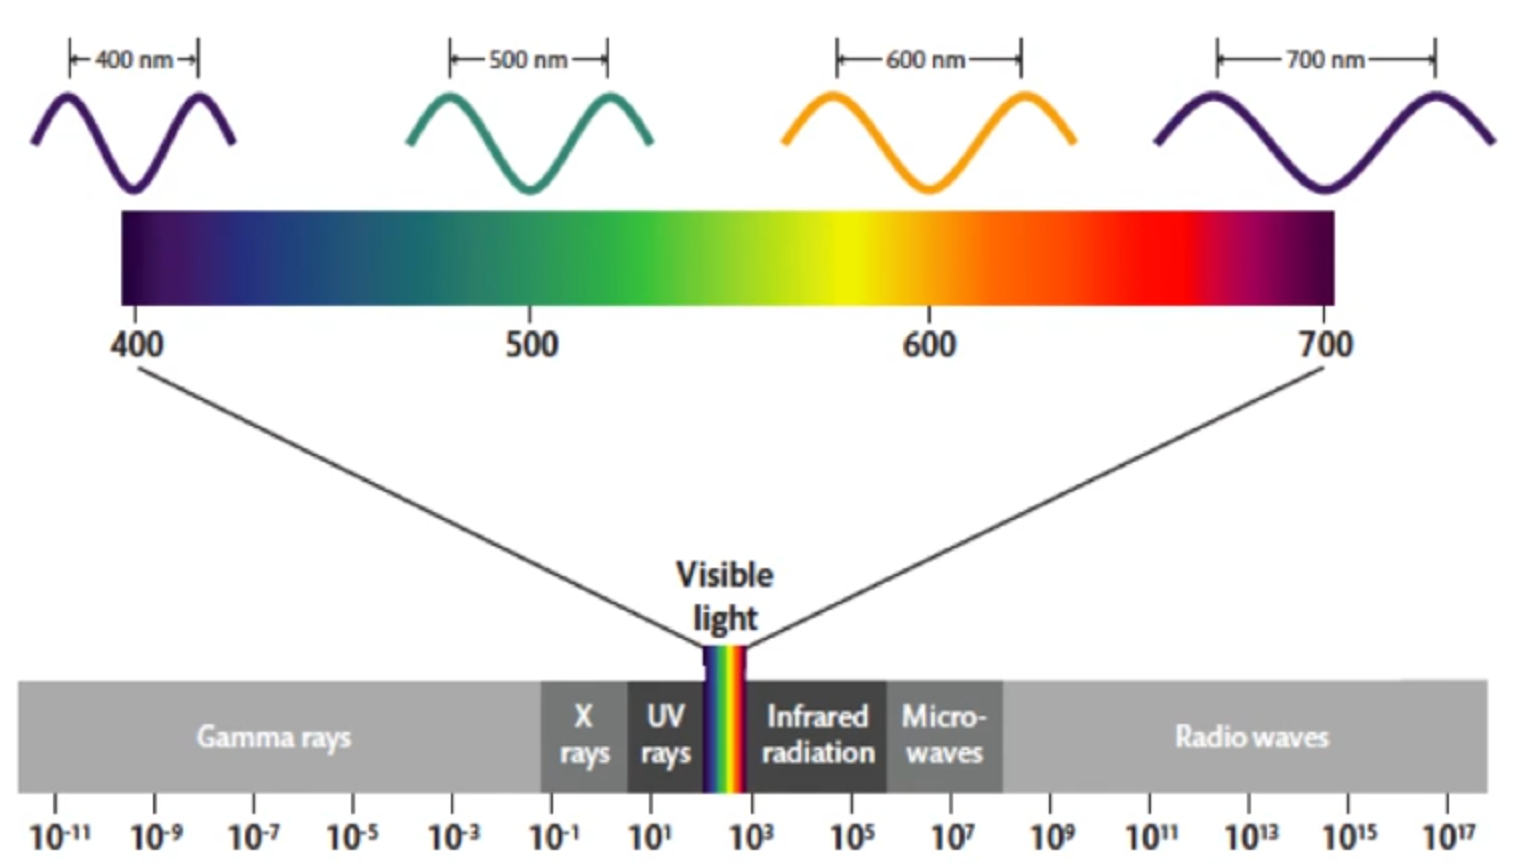 400 nm 500 nm 600 nm 700 nm
400 500 600 700
Visible
light
Gamma rays
X
rays
UV
rays
Infrared
radiation
Micro-
waves
Radio waves
10⁻¹¹ 10⁻⁹ 10⁻⁷ 10⁻⁵ 10⁻³ 10⁻¹ 10¹ 10³ 10⁵ 10⁷ 10⁹ 10¹¹ 10¹³ 10¹⁵ 10¹⁷